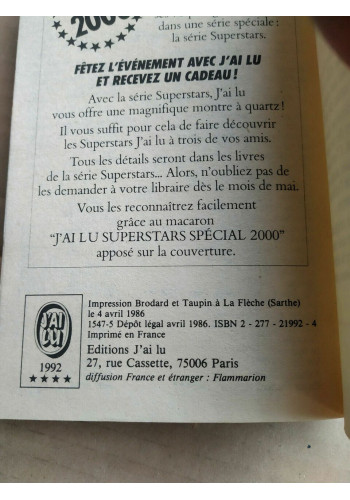 2000
dans une série spéciale :
la série Superstars.
FÊTEZ L'ÉVÉNEMENT AVEC J'AI LU
ET RECEVEZ UN CADEAU !
Avec la série Superstars, J'ai lu
vous offre une magnifique montre à quartz !
Il vous suffit pour cela de faire découvrir
les Superstars J'ai lu à trois de vos amis.
Tous les détails seront dans les livres
de la série Superstars... Alors, n'oubliez pas de
les demander à votre libraire dès le mois de mai.
Vous les reconnaîtrez facilement
grâce au macaron
"J'AI LU SUPERSTARS SPÉCIAL 2000"
apposé sur la couverture.
J'AI
LU
1992
Impression Brodard et Taupin à La Flèche (Sarthe)
le 4 avril 1986
1547-5 Dépôt légal avril 1986. ISBN 2 - 277 - 21992 - 4
Imprimé en France
Editions J'ai lu
27, rue Cassette, 75006 Paris
diffusion France et étranger : Flammarion